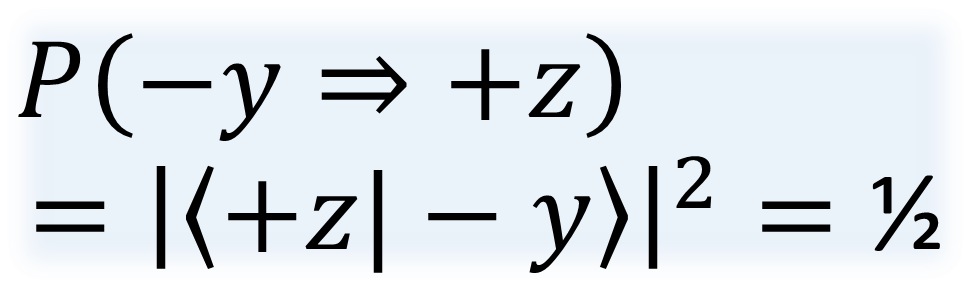 P(−y ⇒ +z)
= |⟨+z| − y⟩|² = ½